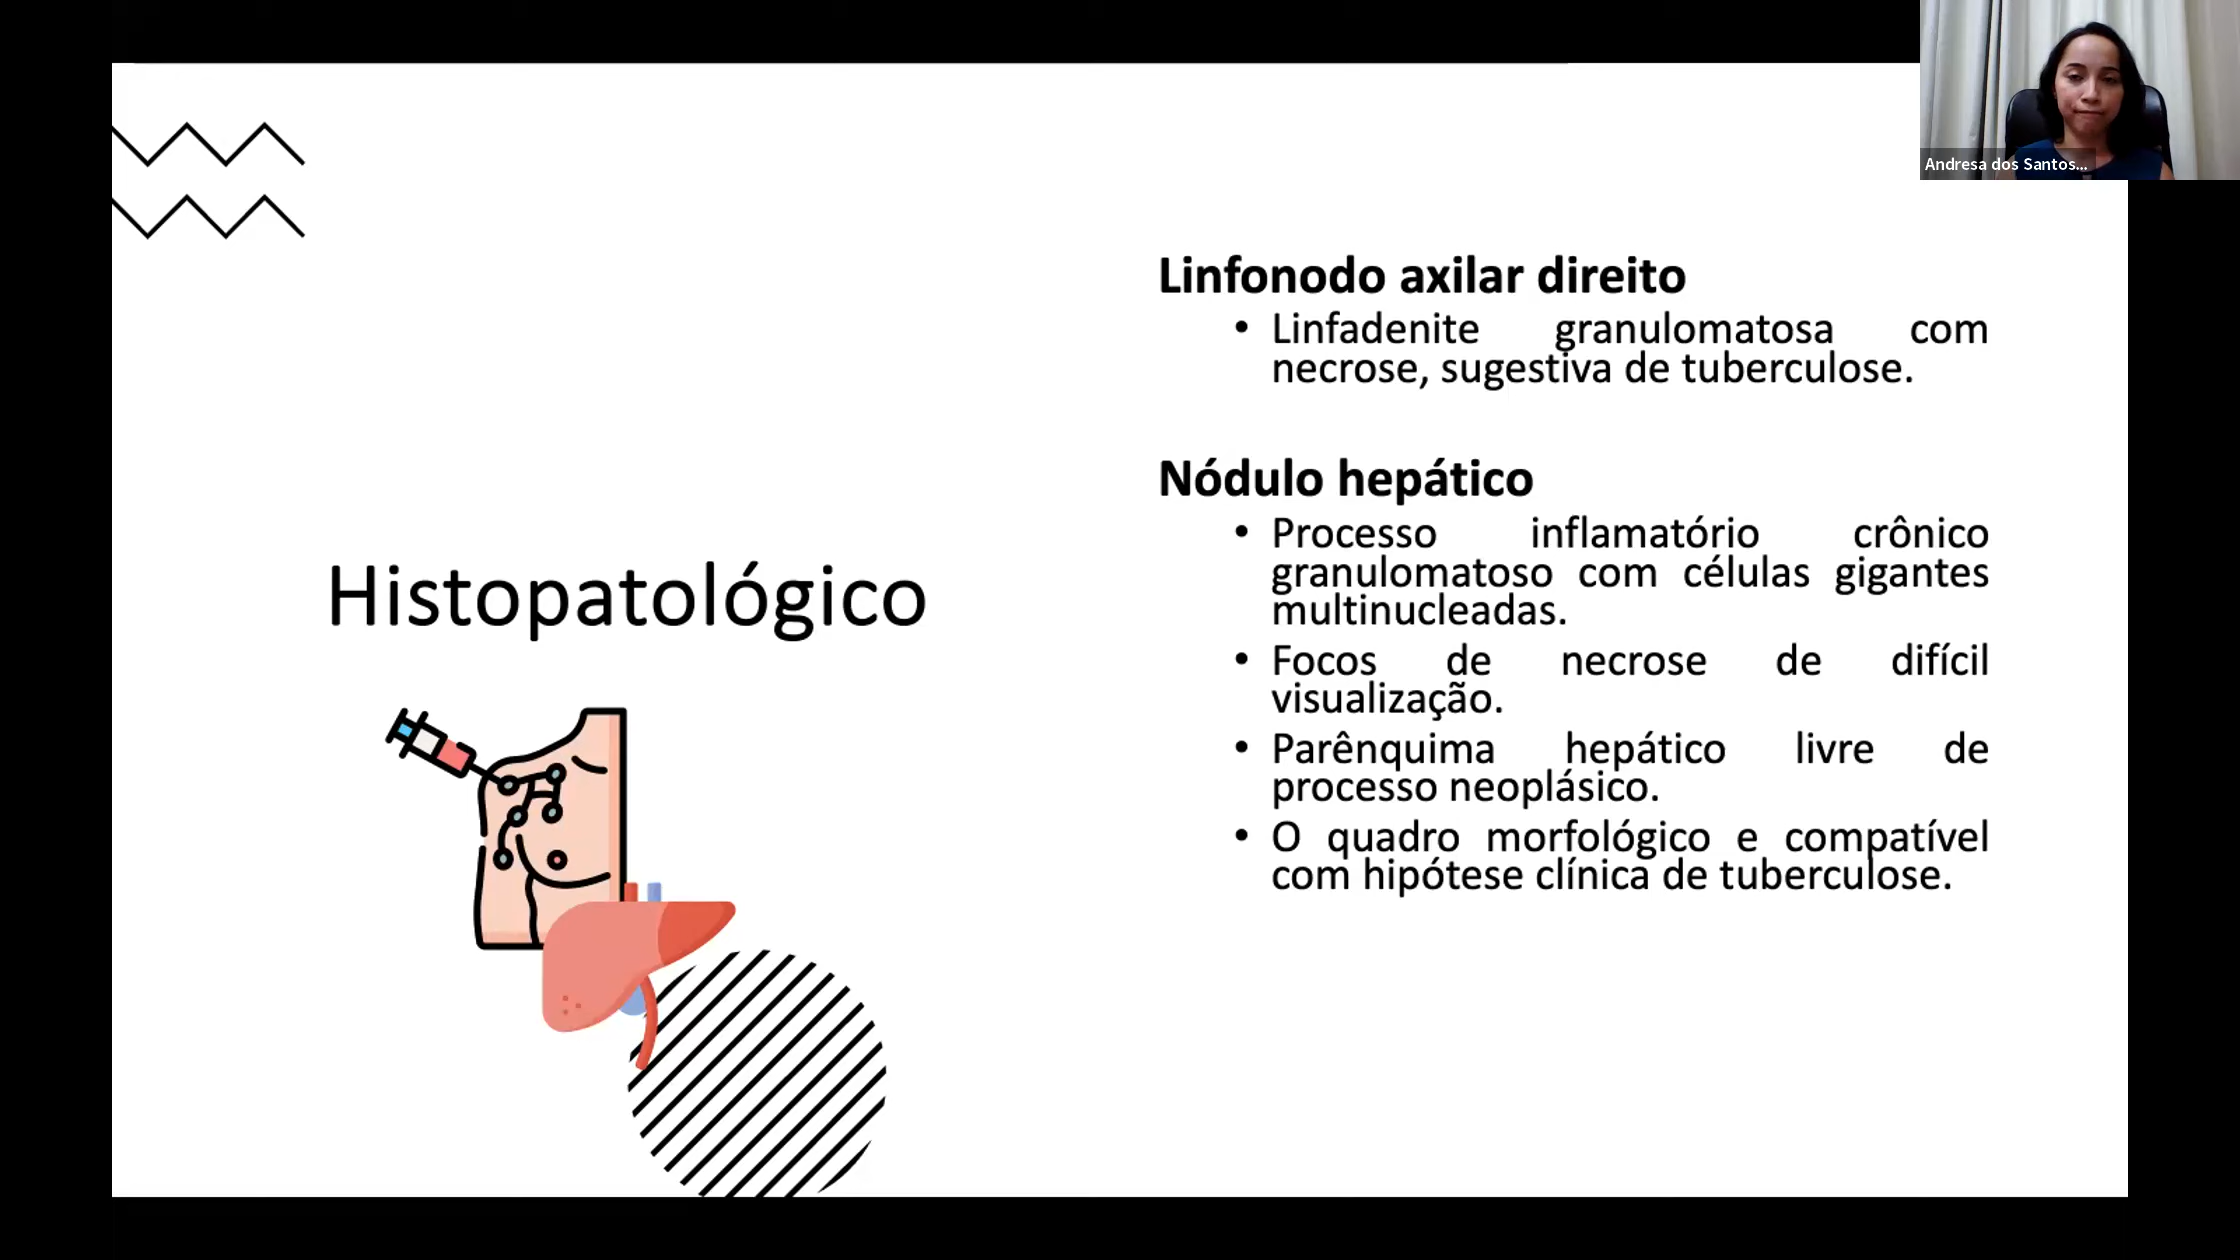 Andresa dos Santos...
Linfonodo axilar direito
• Linfadenite granulomatosa com
necrose, sugestiva de tuberculose.
Nódulo hepático
• Processo inflamatório crônico
granulomatoso com células gigantes
multinucleadas.
• Focos de necrose de difícil
visualização.
• Parênquima hepático livre de
processo neoplásico.
• O quadro morfológico e compatível
com hipótese clínica de tuberculose.
Histopatológico